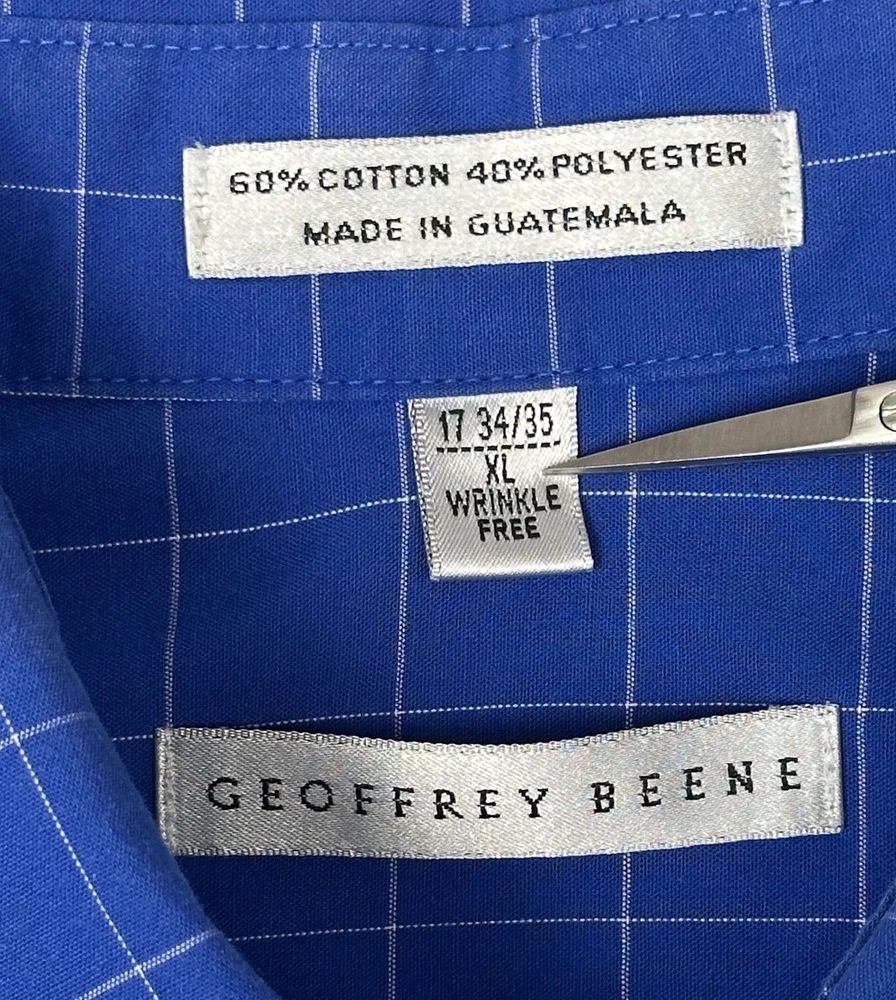 60% COTTON 40% POLYESTER
MADE IN GUATEMALA
17 34/35
XL
WRINKLE
FREE
GEOFFREY BEENE